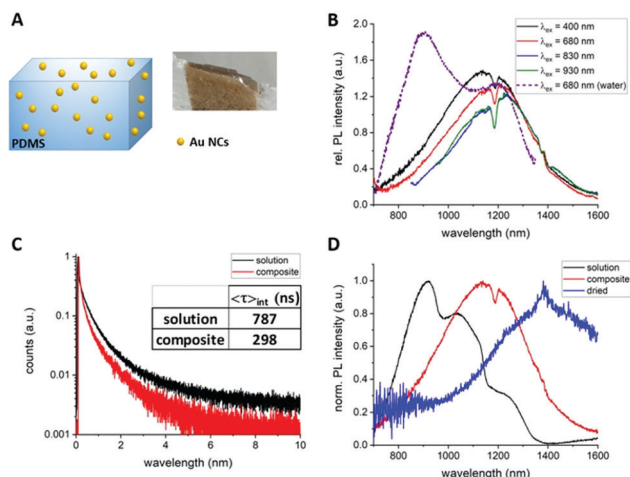 A
PDMS
Au NCs
B
rel. PL intensity (a.u.)
2.0
1.6
1.2
0.8
0.4
0.0
λex = 400 nm
λex = 680 nm
λex = 830 nm
λex = 930 nm
λex = 680 nm (water)
800 1000 1200 1400 1600
wavelength (nm)
C
counts (a.u.)
1
0.1
0.01
0.001
solution
composite
<τ>int (ns)
solution 787
composite 298
0 2 4 6 8 10
wavelength (nm)
D
norm. PL intensity (a.u.)
1.0
0.8
0.6
0.4
0.2
0.0
solution
composite
dried
800 1000 1200 1400 1600
wavelength (nm)